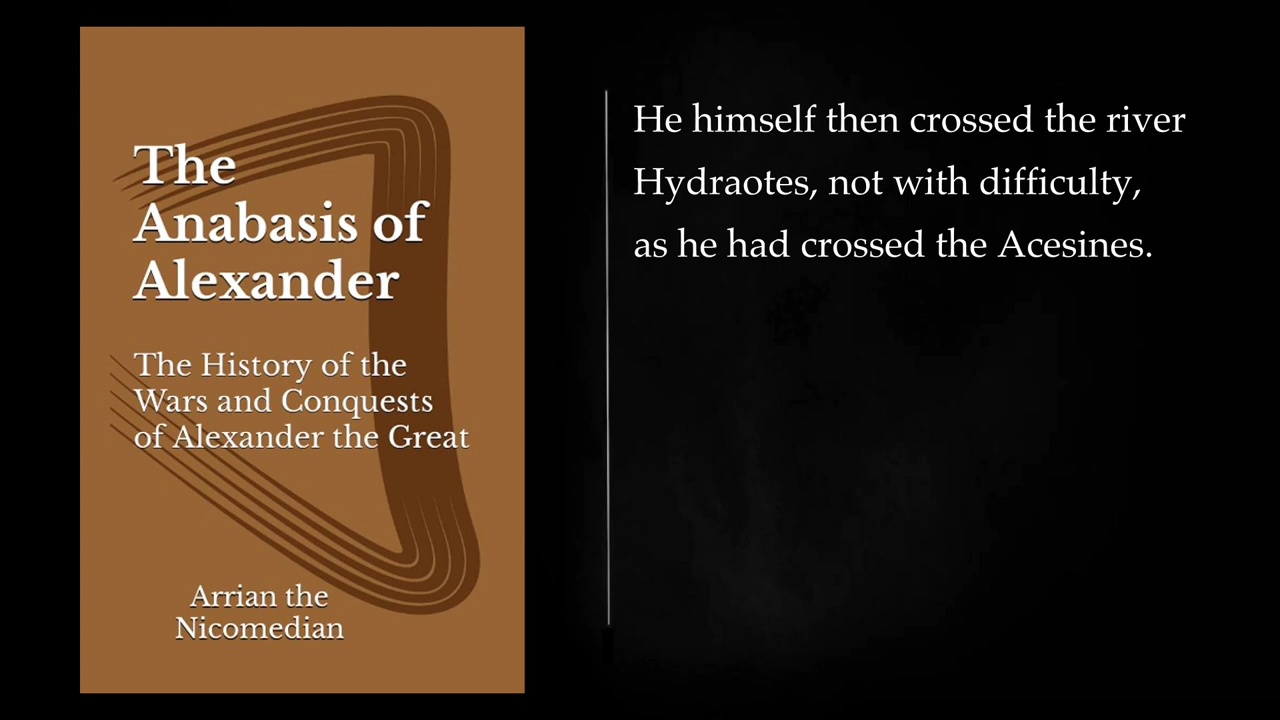 The
Anabasis of
Alexander
The History of the
Wars and Conquests
of Alexander the Great
Arrian the
Nicomedian
He himself then crossed the river
Hydraotes, not with difficulty,
as he had crossed the Acesines.